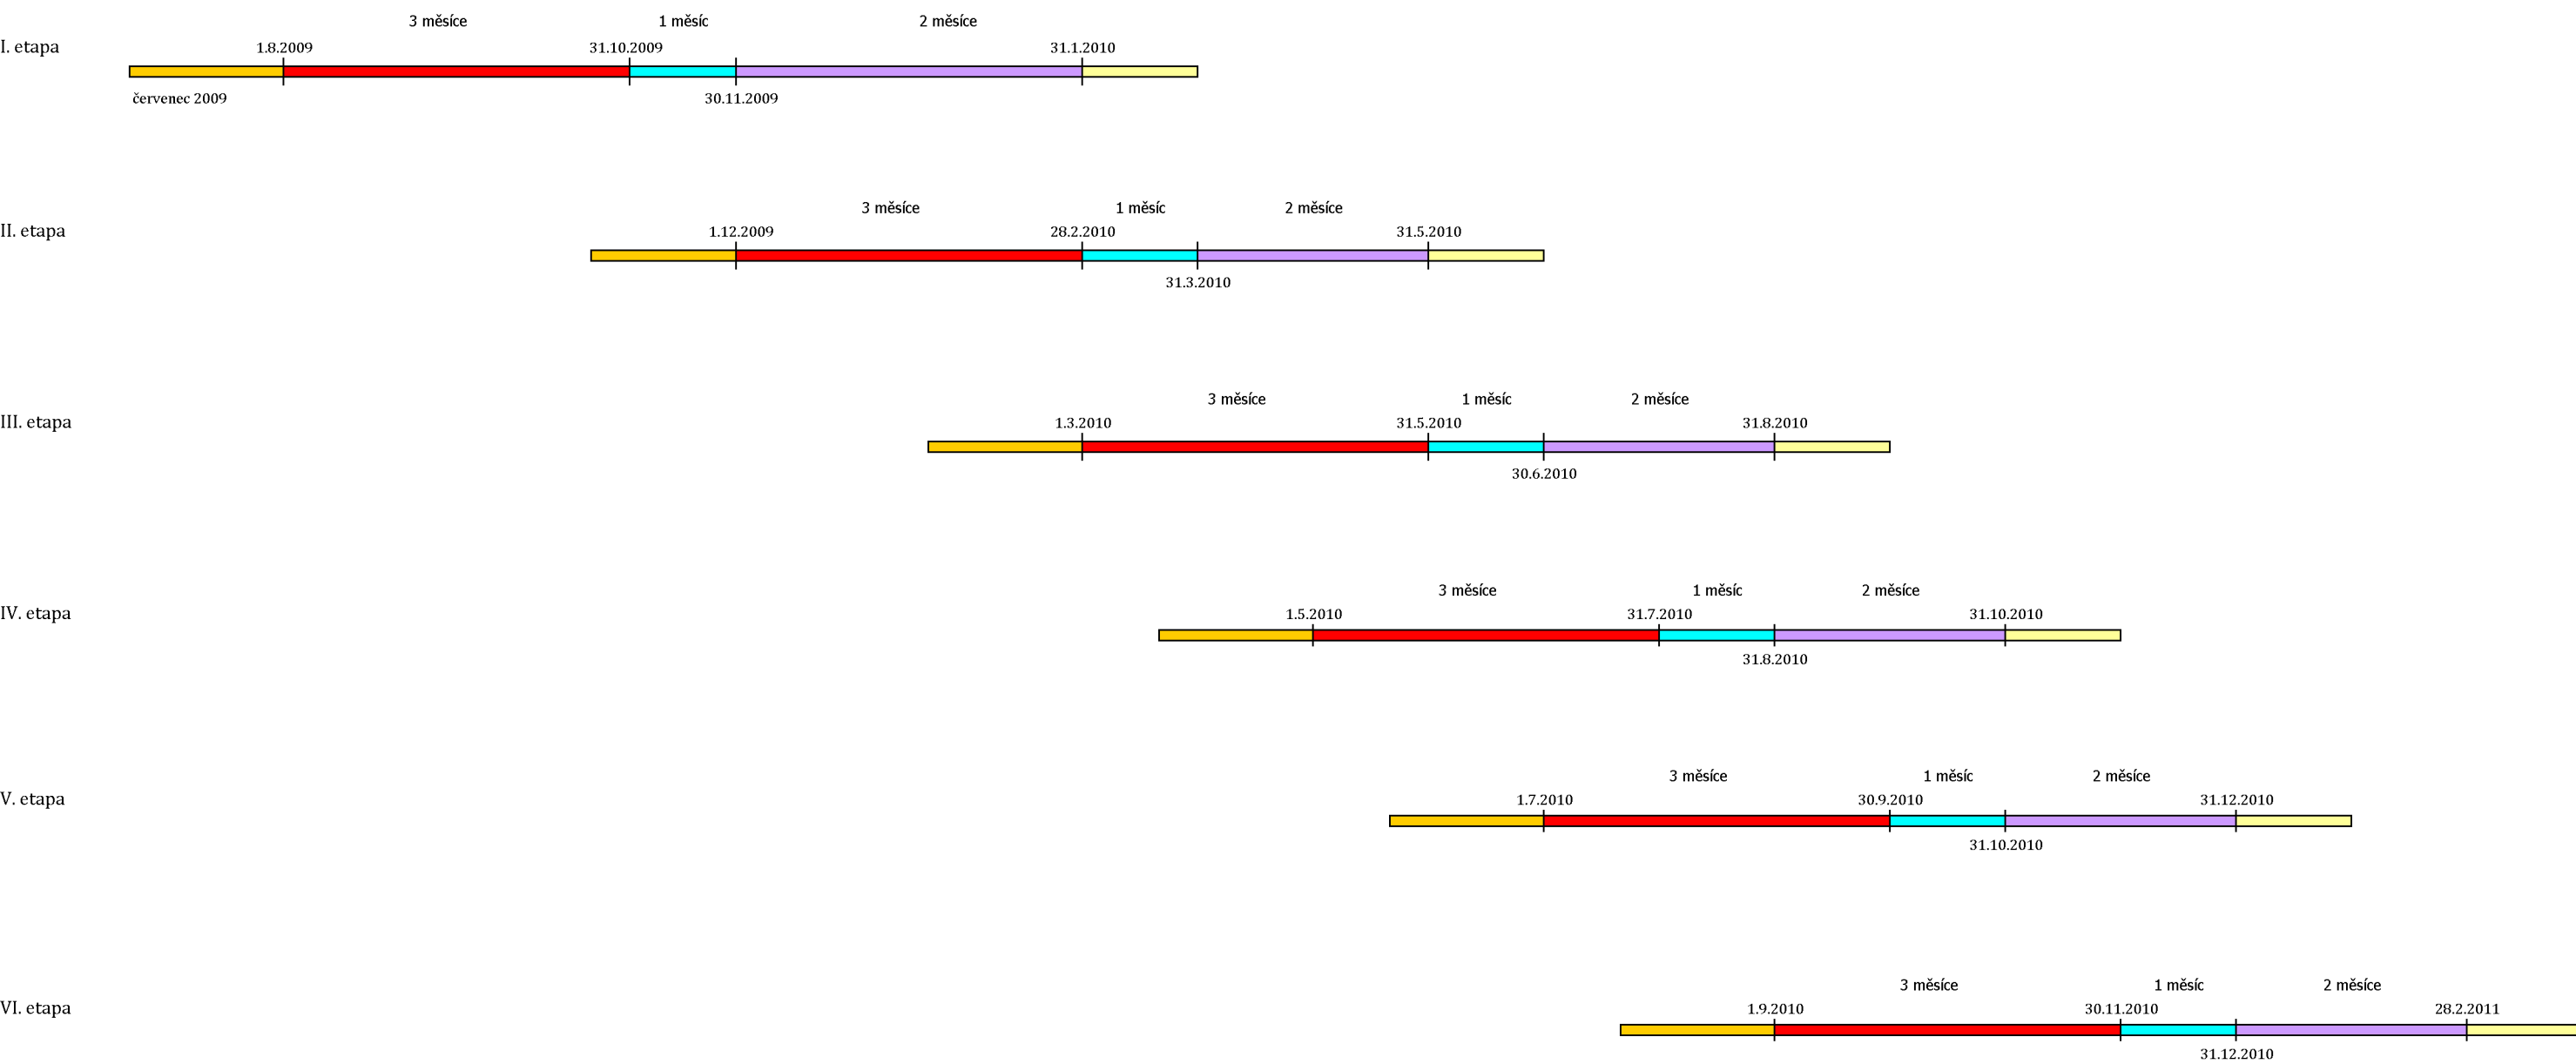 3 měsíce 1 měsíc 2 měsíce
I. etapa 1.8.2009 31.10.2009 31.1.2010
červenec 2009 30.11.2009
3 měsíce 1 měsíc 2 měsíce
II. etapa 1.12.2009 28.2.2010 31.5.2010
31.3.2010
3 měsíce 1 měsíc 2 měsíce
III. etapa 1.3.2010 31.5.2010 31.8.2010
30.6.2010
3 měsíce 1 měsíc 2 měsíce
IV. etapa 1.5.2010 31.7.2010 31.10.2010
31.8.2010
3 měsíce 1 měsíc 2 měsíce
V. etapa 1.7.2010 30.9.2010 31.12.2010
31.10.2010
3 měsíce 1 měsíc 2 měsíce
VI. etapa 1.9.2010 30.11.2010 28.2.2011
31.12.2010